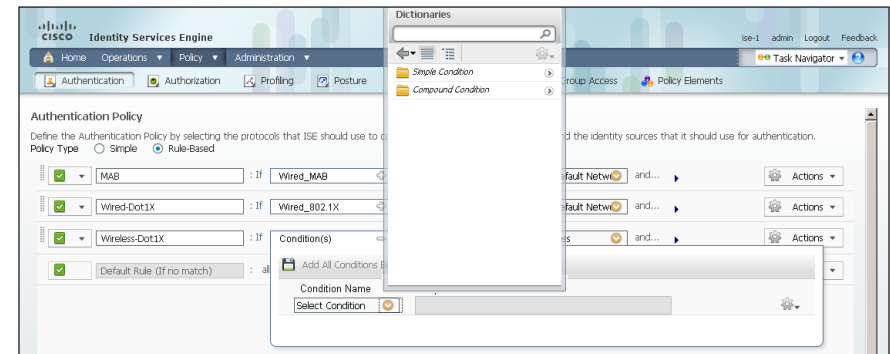 Dictionaries
CISCO Identity Services Engine
ise-1 admin Logout Feedback
Home Operations Policy Administration
Task Navigator
Authentication Authorization Profiling Posture
Group Access Policy Elements
Simple Condition
Compound Condition
Authentication Policy
Define the Authentication Policy by selecting the protocols that ISE should use to
the identity sources that it should use for authentication.
Policy Type Simple Rule-Based
MAB : If Wired_MAB
and... Actions
Wired-Dot1X : If Wired_802.1X
and... Actions
Wireless-Dot1X : If Condition(s)
and... Actions
Default Rule (If no match) :
Add All Conditions
Condition Name
Select Condition